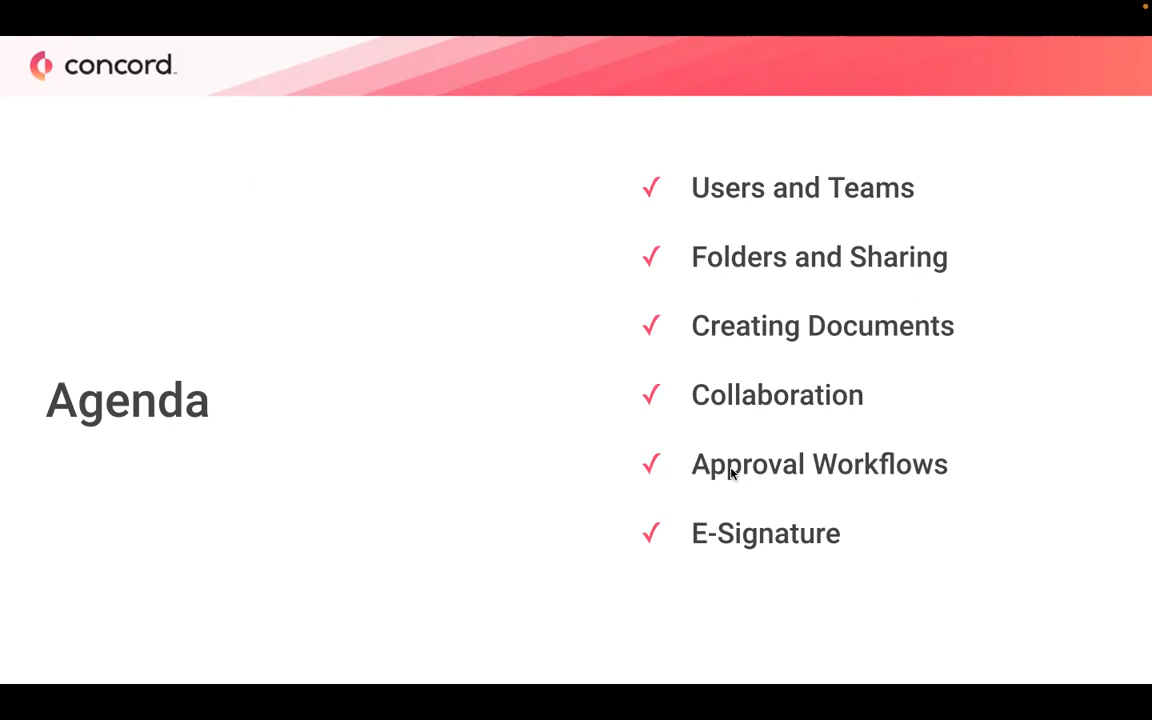 concord
Agenda
Users and Teams
Folders and Sharing
Creating Documents
Collaboration
Approval Workflows
E-Signature